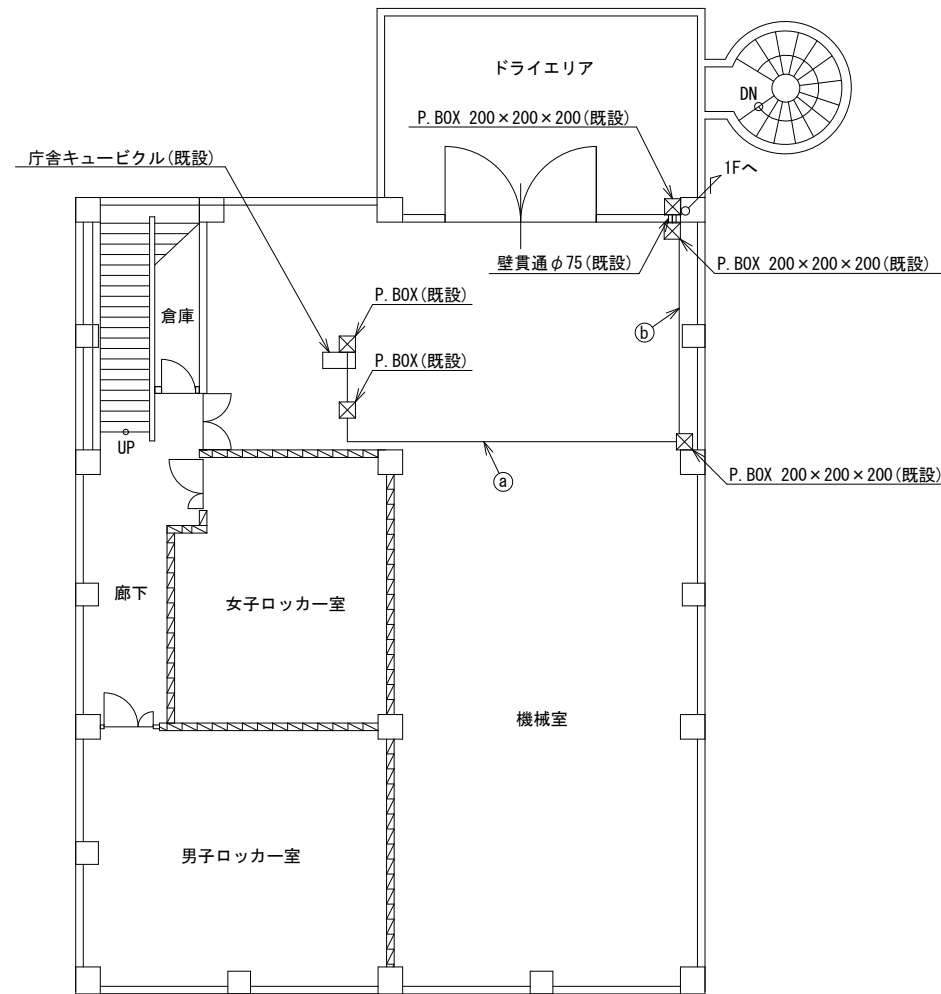 ドライエリア
DN
P.BOX 200×200×200(既設)
庁舎キュービクル(既設)
1Fへ
壁貫通φ75(既設)
P.BOX 200×200×200(既設)
P.BOX(既設)
倉庫
b
P.BOX(既設)
UP
a
P.BOX 200×200×200(既設)
廊下
女子ロッカー室
機械室
男子ロッカー室